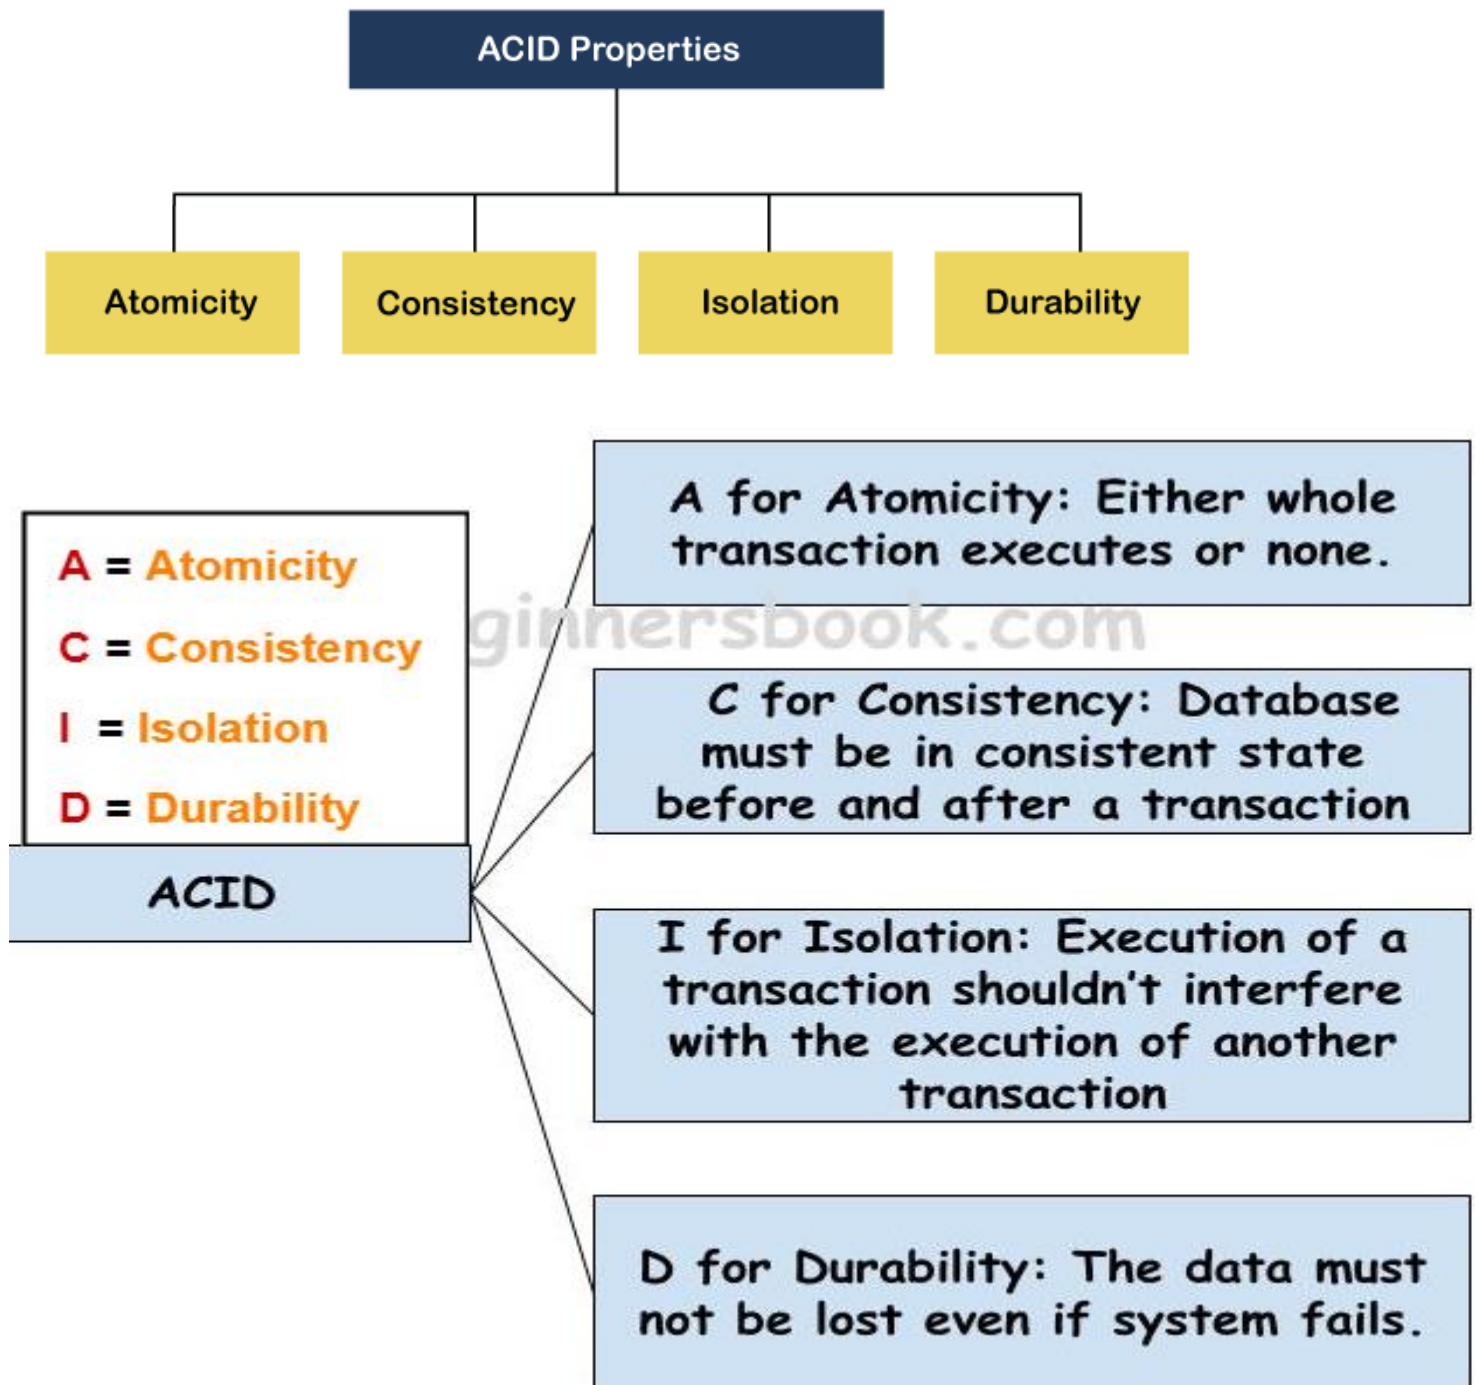 ACID Properties
Atomicity
Consistency
Isolation
Durability
A = Atomicity
C = Consistency
I = Isolation
D = Durability
ACID
A for Atomicity: Either whole
transaction executes or none.
ginnersbook.com
C for Consistency: Database
must be in consistent state
before and after a transaction
I for Isolation: Execution of a
transaction shouldn't interfere
with the execution of another
transaction
D for Durability: The data must
not be lost even if system fails.